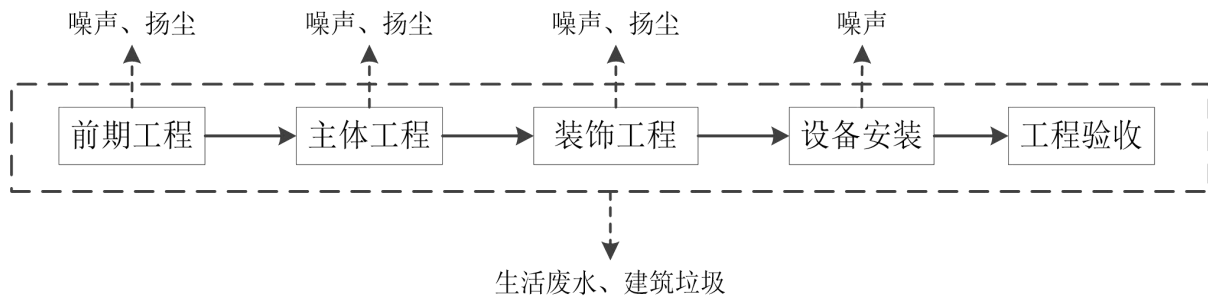 噪声、扬尘
噪声、扬尘
噪声、扬尘
噪声
前期工程
主体工程
装饰工程
设备安装
工程验收
生活废水、建筑垃圾